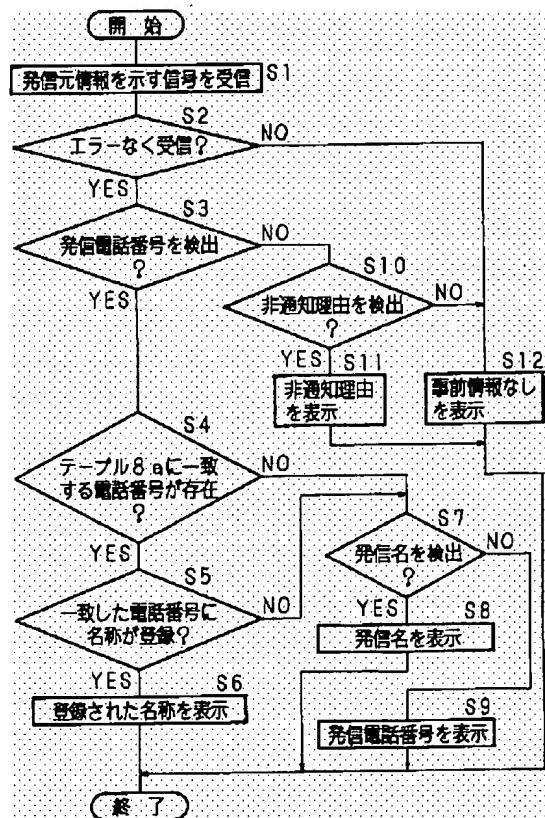 開 始
発信元情報を示す信号を受信
S1
S2
エラーなく受信?
NO
YES
S3
発信電話番号を検出
?
NO
YES
S10
非通知理由を検出
?
NO
YES
S11
非通知理由
を表示
S12
事前情報なし
を表示
S4
テーブル8aに一致
する電話番号が存在
?
NO
YES
S7
発信名を検出
?
NO
YES
S5
一致した電話番号に
名称が登録?
NO
YES
S8
発信名を表示
S6
登録された名称を表示
S9
発信電話番号を表示
終 了